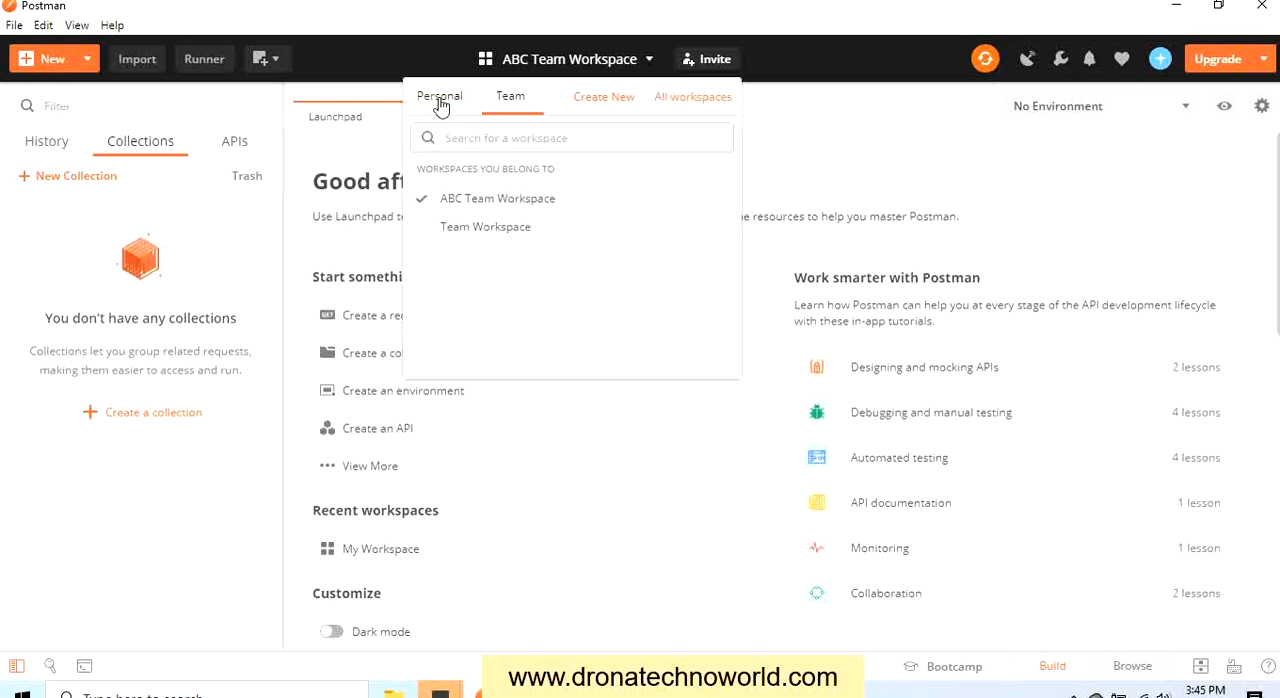 Postman
File Edit View Help
New Import Runner ABC Team Workspace Invite Upgrade
Personal Team Create New All workspaces
Filter
Launchpad
No Environment
History Collections APIs
Search for a workspace
New Collection Trash
WORKSPACES YOU BELONG TO
ABC Team Workspace
Team Workspace
Good aft
Use Launchpad t
e resources to help you master Postman.
You don't have any collections
Collections let you group related requests,
making them easier to access and run.
Create a collection
Start somethi
GET Create a rec
Create a co
Create an environment
Create an API
View More
Recent workspaces
My Workspace
Customize
Dark mode
Work smarter with Postman
Learn how Postman can help you at every stage of the API development lifecycle
with these in-app tutorials.
Designing and mocking APIs 2 lessons
Debugging and manual testing 4 lessons
Automated testing 4 lessons
API documentation 1 lesson
Monitoring 1 lesson
Collaboration 2 lessons
Bootcamp Build Browse
www.dronatechnoworld.com
Type here to search
3:45 PM